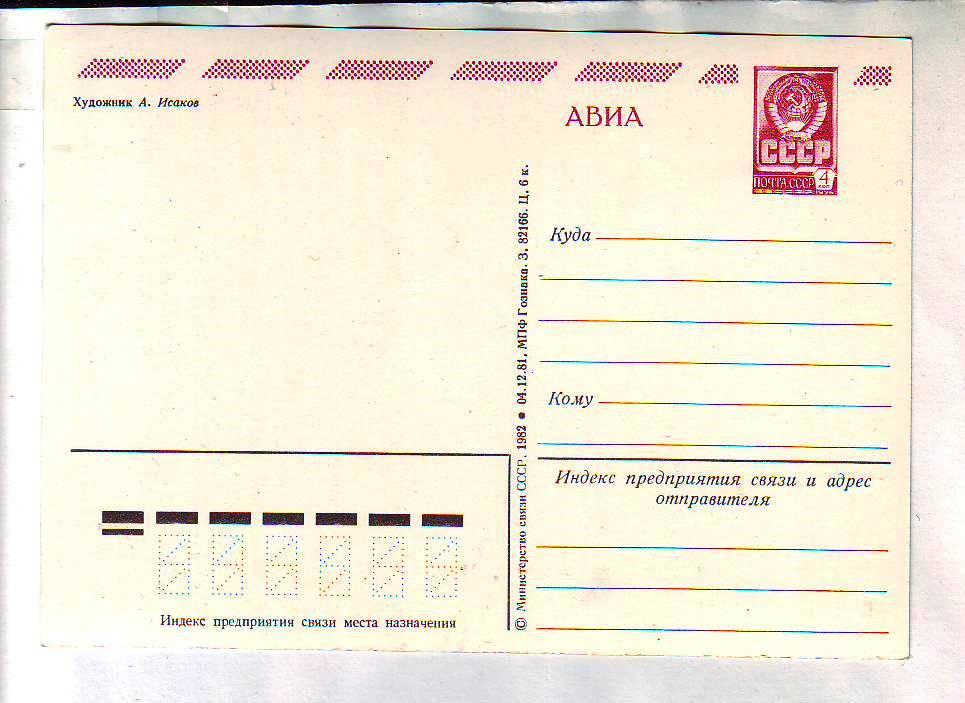 Художник А. Исаков
АВИА
СССР
ПОЧТА СССР 4
КОП
Куда
Кому
Индекс предприятия связи и адрес
отправителя
© Министерство связи СССР. 1982 ● 04.12.81. МПФ Гознака. З. 82166. Ц. 6 к.
Индекс предприятия связи места назначения